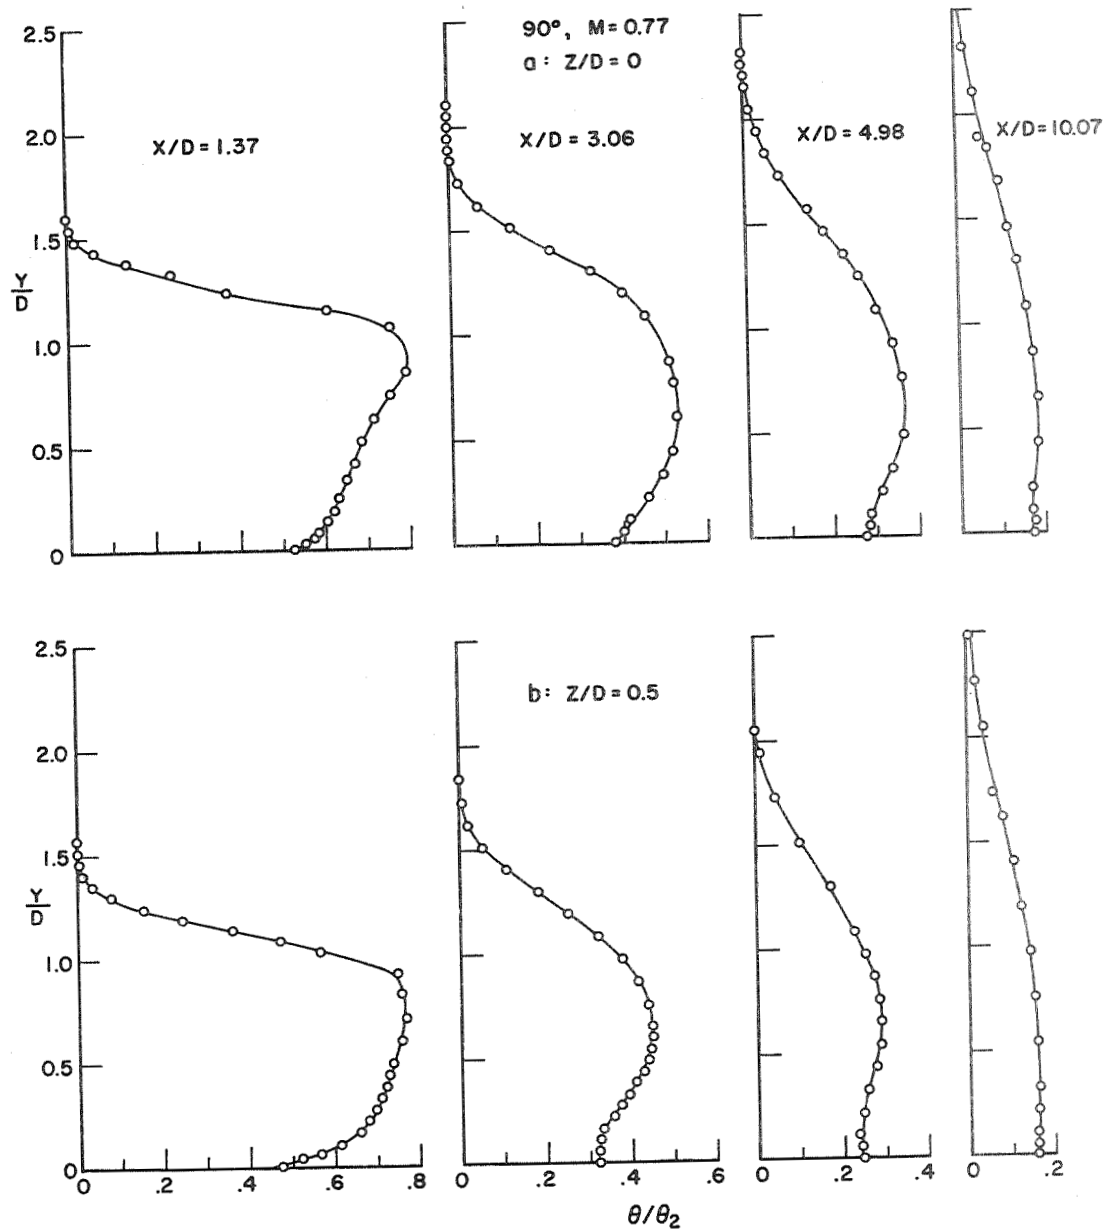 90°, M=0.77
a: Z/D=0
X/D=1.37
X/D=3.06
X/D=4.98
X/D=10.07
2.5
2.0
1.5
Y/D
1.0
0.5
0
b: Z/D=0.5
2.5
2.0
1.5
Y/D
1.0
0.5
0
0 .2 .4 .6 .8 0 .2 .4 .6 0 .2 .4 0 .2
θ/θ2